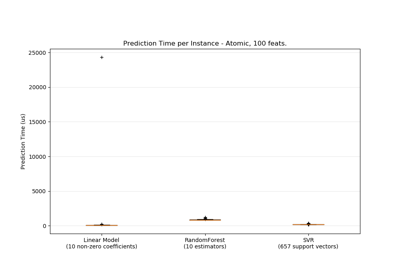 Prediction Time per Instance - Atomic, 100 feats.
25000
20000
15000
10000
5000
0
Prediction Time (us)
Linear Model
(10 non-zero coefficients)
RandomForest
(10 estimators)
SVR
(657 support vectors)